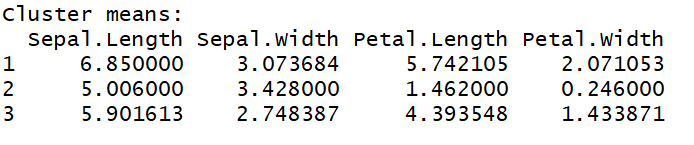 Cluster means:
  Sepal.Length Sepal.Width Petal.Length Petal.Width
1     6.850000    3.073684     5.742105    2.071053
2     5.006000    3.428000     1.462000    0.246000
3     5.901613    2.748387     4.393548    1.433871